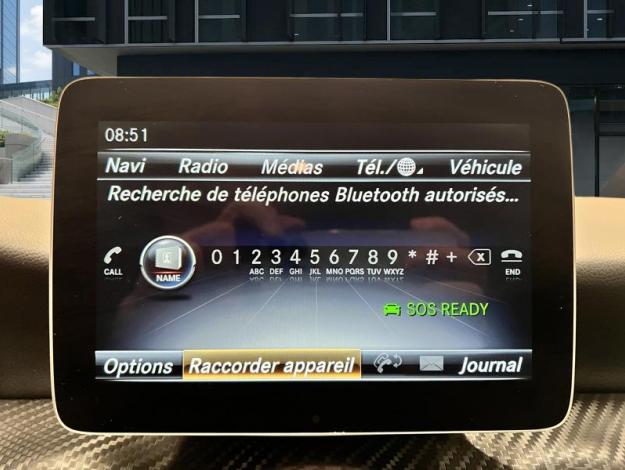 08:51
Navi Radio Médias Tél./ Véhicule
Recherche de téléphones Bluetooth autorisés...
0 1 2 3 4 5 6 7 8 9 * # +
CALL NAME ABC DEF GHI JKL MNO PQRS TUV WXYZ END
SOS READY
Options Raccorder appareil Journal